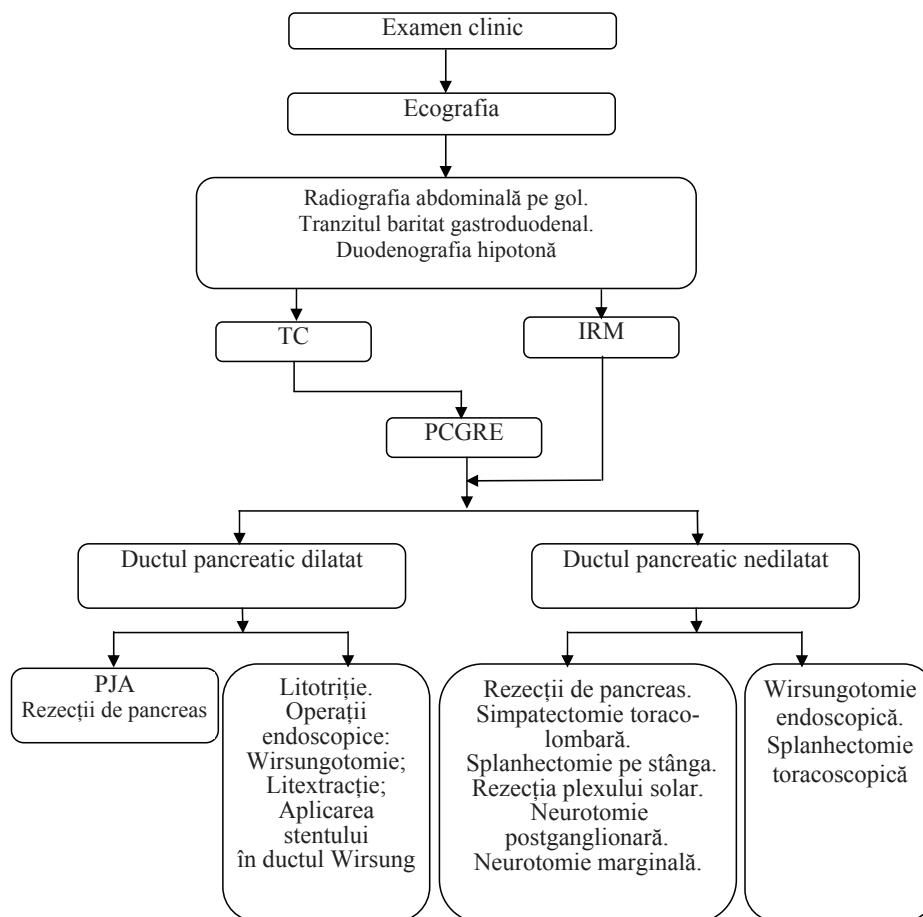 Examen clinic
Ecografia
Radiografia abdominală pe gol.
Tranzitul baritat gastroduodenal.
Duodenografia hipotonă
TC
IRM
PCGRE
Ductul pancreatic dilatat
Ductul pancreatic nedilatat
PJA
Rezecții de pancreas
Litotriție.
Operații
endoscopice:
Wirsungotomie;
Litextracție;
Aplicarea
stentului
în ductul Wirsung
Rezecții de pancreas.
Simpatectomie toraco-
lombară.
Splanhectomie pe stânga.
Rezecția plexului solar.
Neurotomie
postganglionară.
Neurotomie marginală.
Wirsungotomie
endoscopică.
Splanhectomie
toracoscopică